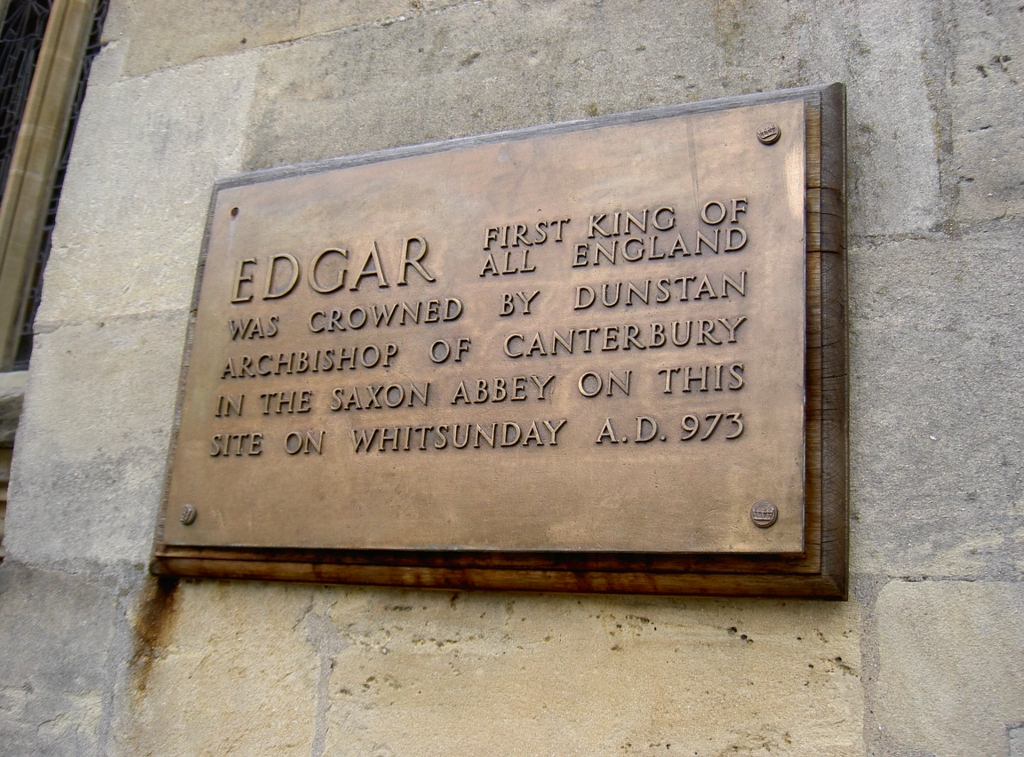 EDGAR FIRST KING OF
ALL ENGLAND
WAS CROWNED BY DUNSTAN
ARCHBISHOP OF CANTERBURY
IN THE SAXON ABBEY ON THIS
SITE ON WHITSUNDAY A.D. 973